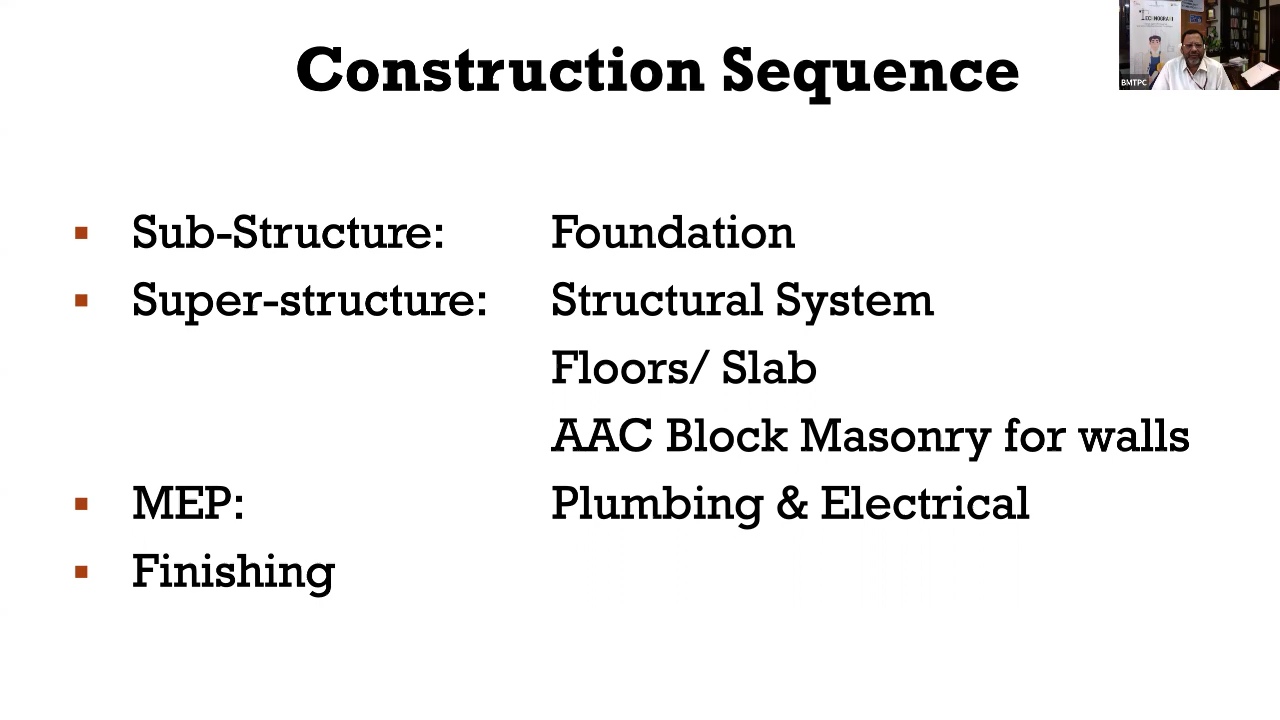 Construction Sequence
BMTPC
▪ Sub-Structure: Foundation
▪ Super-structure: Structural System
Floors/ Slab
AAC Block Masonry for walls
▪ MEP: Plumbing & Electrical
▪ Finishing